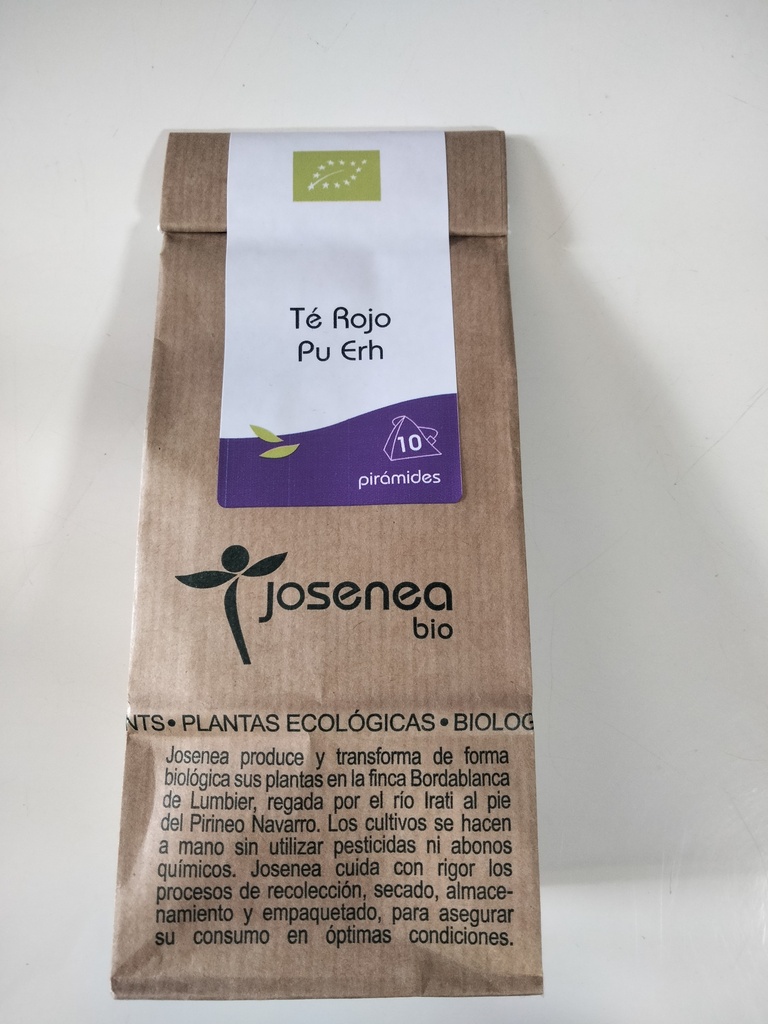 Té Rojo
Pu Erh
10
pirámides
josenea
bio
NTS • PLANTAS ECOLÓGICAS • BIOLOG
Josenea produce y transforma de forma
biológica sus plantas en la finca Bordablanca
de Lumbier, regada por el río Irati al pie
del Pirineo Navarro. Los cultivos se hacen
a mano sin utilizar pesticidas ni abonos
químicos. Josenea cuida con rigor los
procesos de recolección, secado, almace-
namiento y empaquetado, para asegurar
su consumo en óptimas condiciones.